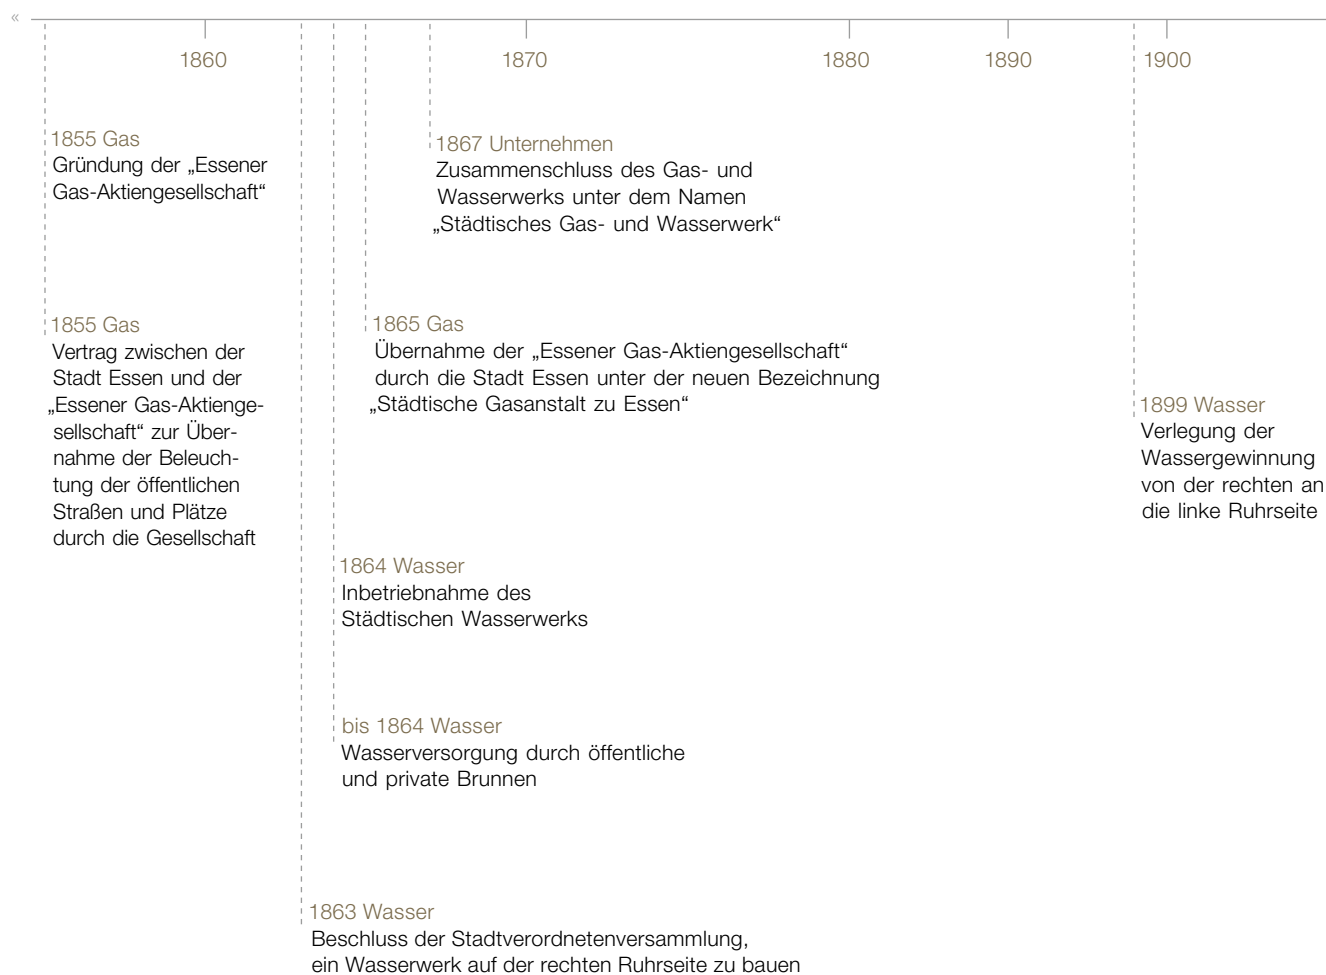 «
1860
1870
1880
1890
1900
1855 Gas
Gründung der „Essener
Gas-Aktiengesellschaft“
1867 Unternehmen
Zusammenschluss des Gas- und
Wasserwerks unter dem Namen
„Städtisches Gas- und Wasserwerk“
1855 Gas
Vertrag zwischen der
Stadt Essen und der
„Essener Gas-Aktienge-
sellschaft“ zur Über-
nahme der Beleuch-
tung der öffentlichen
Straßen und Plätze
durch die Gesellschaft
1865 Gas
Übernahme der „Essener Gas-Aktiengesellschaft“
durch die Stadt Essen unter der neuen Bezeichnung
„Städtische Gasanstalt zu Essen“
1899 Wasser
Verlegung der
Wassergewinnung
von der rechten an
die linke Ruhrseite
1864 Wasser
Inbetriebnahme des
Städtischen Wasserwerks
bis 1864 Wasser
Wasserversorgung durch öffentliche
und private Brunnen
1863 Wasser
Beschluss der Stadtverordnetenversammlung,
ein Wasserwerk auf der rechten Ruhrseite zu bauen